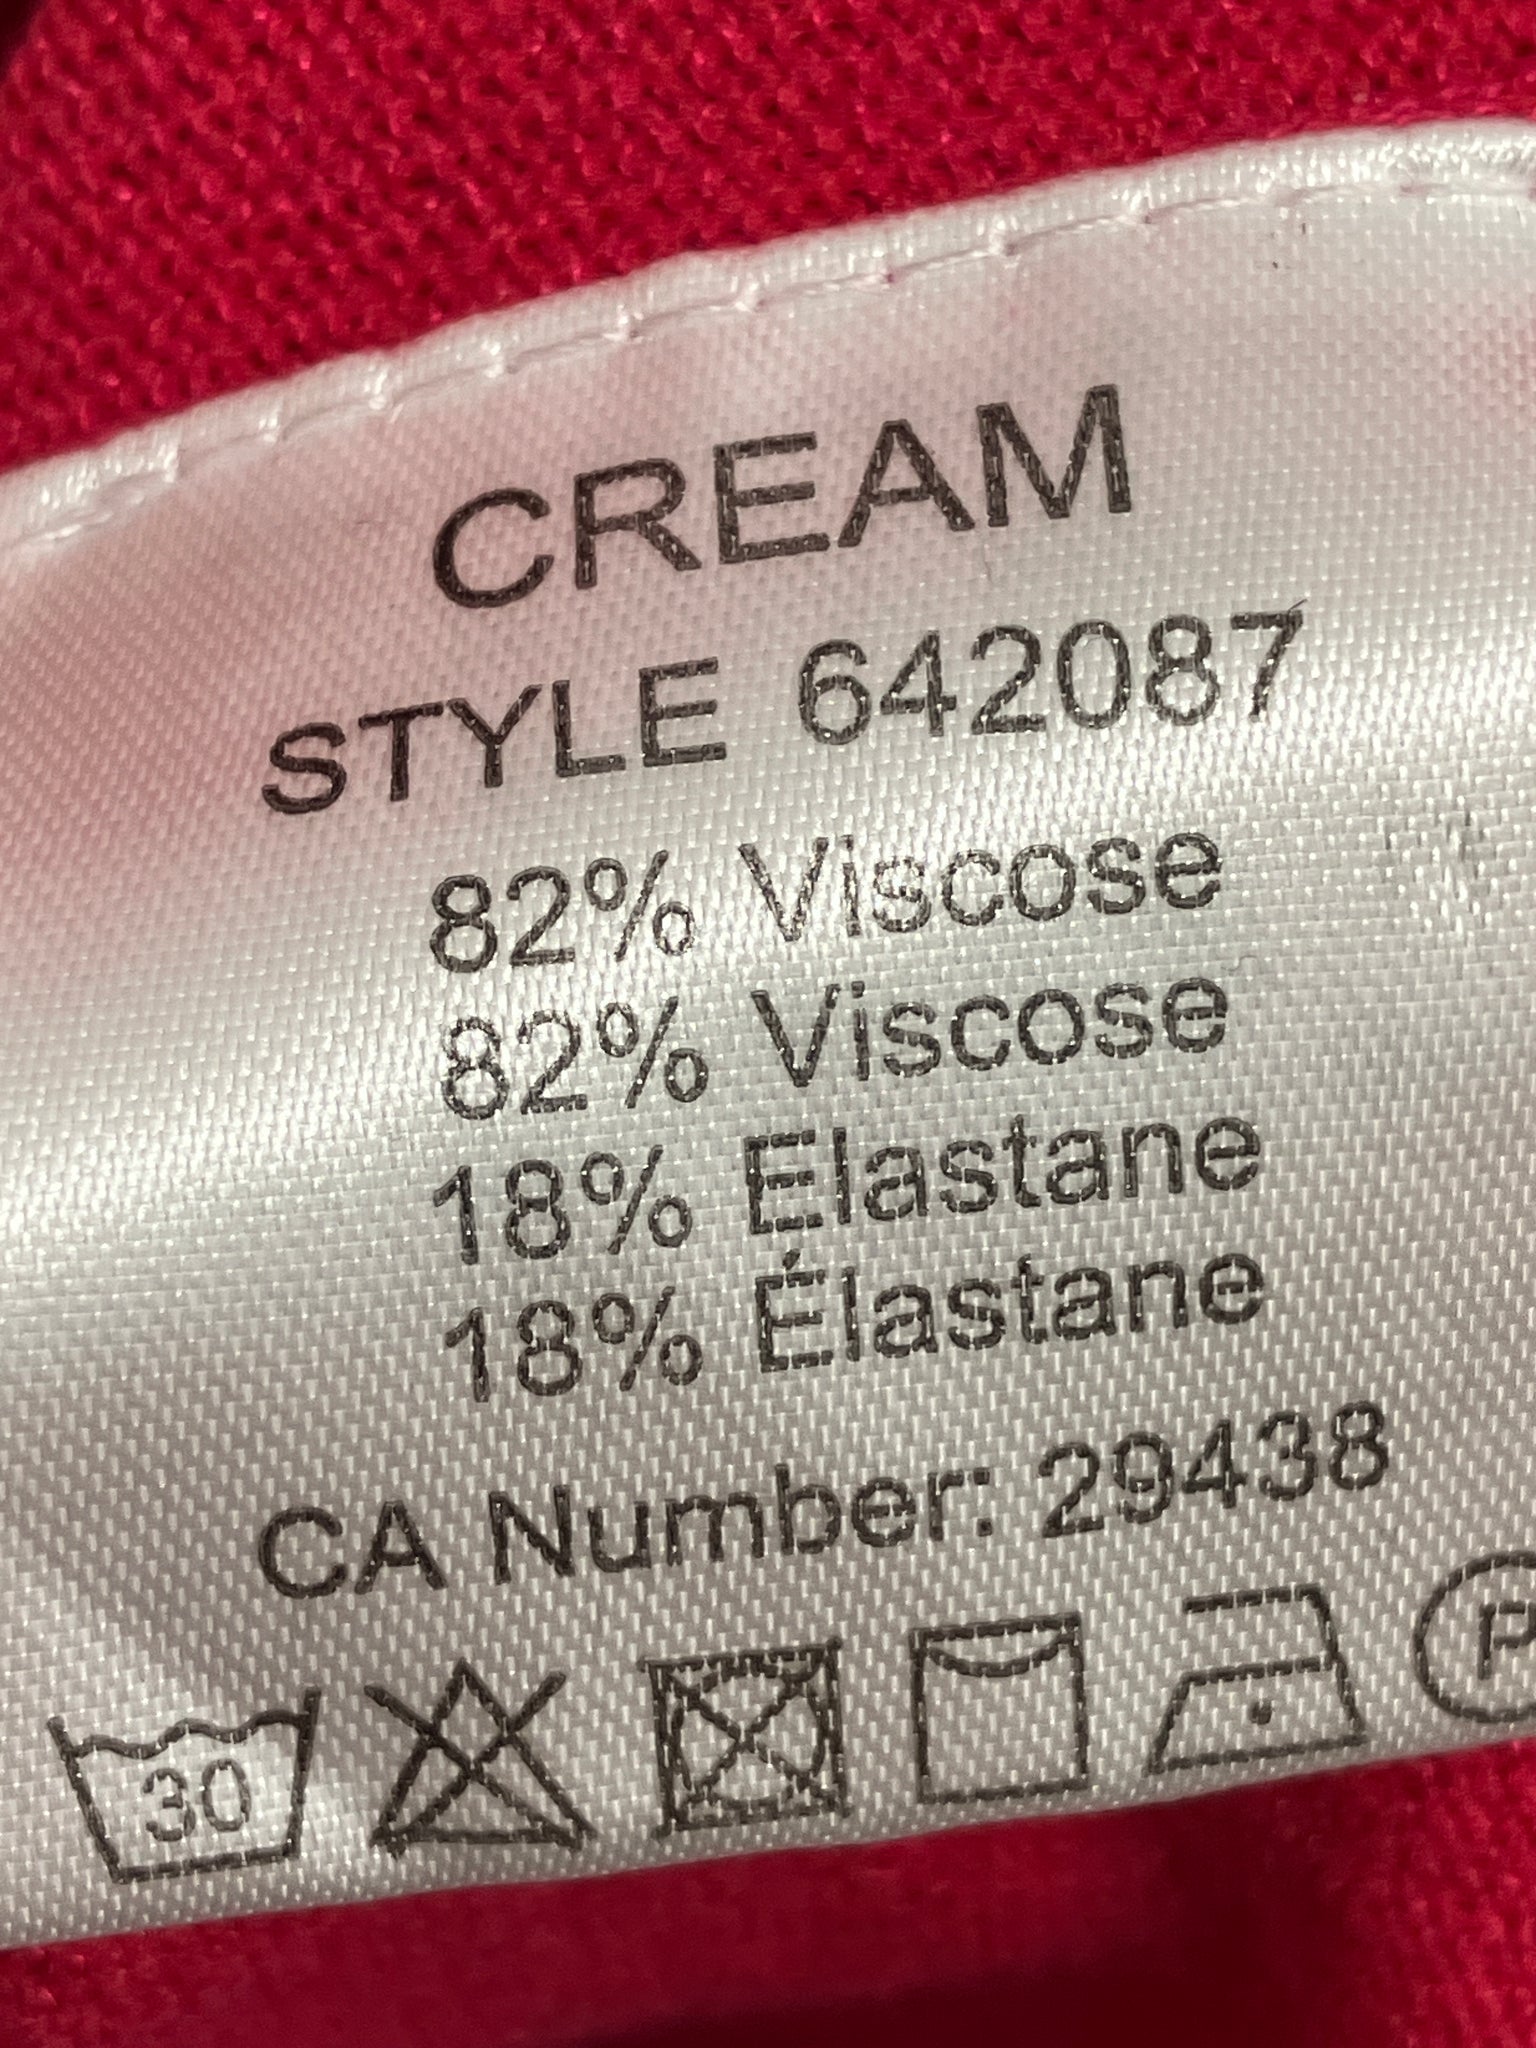 CREAM
STYLE 642087
82% Viscose
82% Viscose
18% Elastane
18% Élastane
CA Number: 29438
30 P